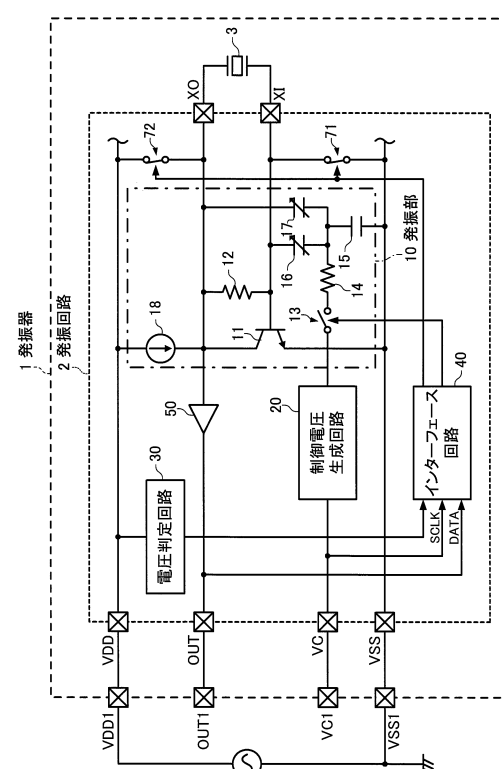 1 発振器
2 発振回路
3
XO
XI
72
71
12
17
16
15
10 発振部
18
11
13
14
50
20
制御電圧
生成回路
40
インターフェース
回路
30
電圧判定回路
SCLK
DATA
VDD
OUT
VC
VSS
VDD1
OUT1
VC1
VSS1